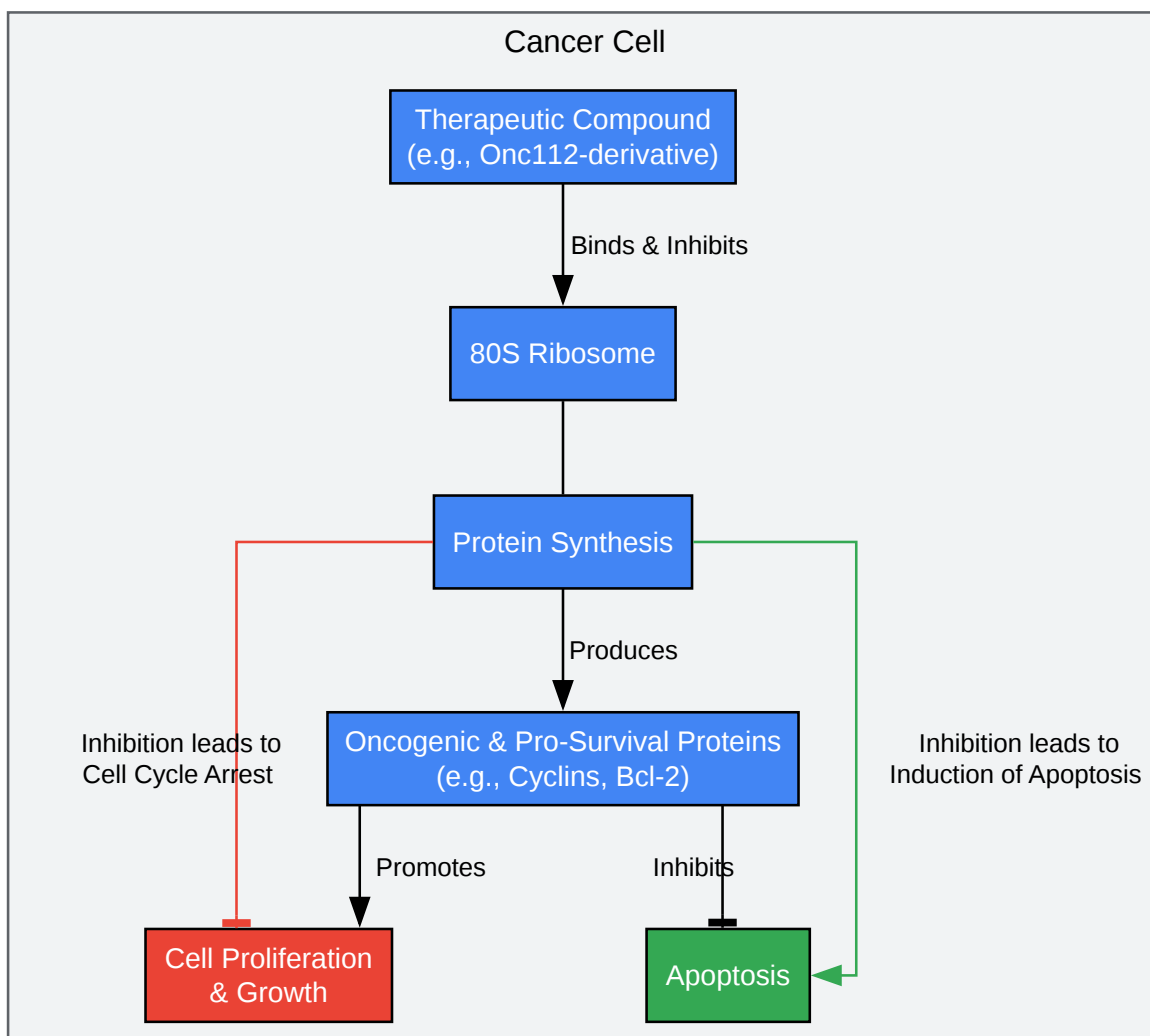 Cancer Cell
Therapeutic Compound
(e.g., Onc112-derivative)
Binds & Inhibits
80S Ribosome
Protein Synthesis
Produces
Oncogenic & Pro-Survival Proteins
(e.g., Cyclins, Bcl-2)
Inhibition leads to
Cell Cycle Arrest
Inhibition leads to
Induction of Apoptosis
Promotes
Inhibits
Cell Proliferation
& Growth
Apoptosis